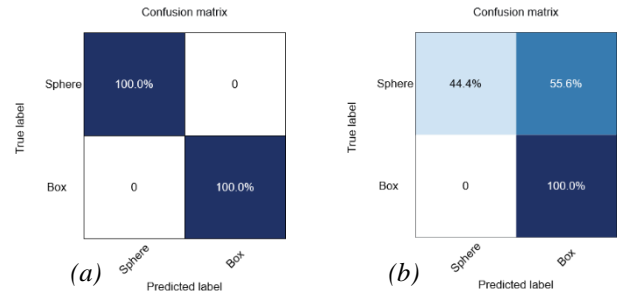 Confusion matrix
True label
Sphere
100.0%
0
Box
0
100.0%
Sphere
Box
Predicted label
(a)
Confusion matrix
True label
Sphere
44.4%
55.6%
Box
0
100.0%
Sphere
Box
Predicted label
(b)